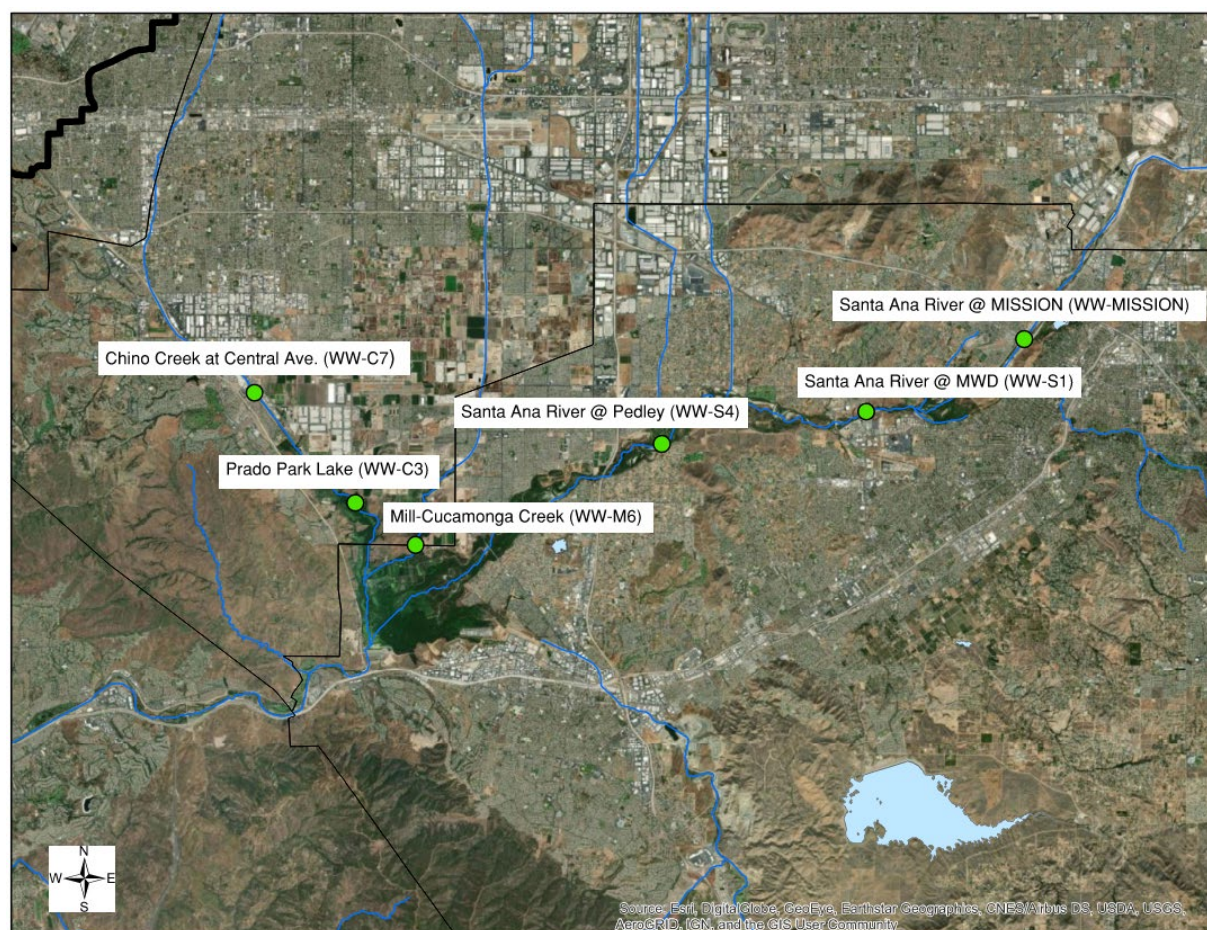 Santa Ana River @ MISSION (WW-MISSION)
Chino Creek at Central Ave. (WW-C7)
Santa Ana River @ MWD (WW-S1)
Santa Ana River @ Pedley (WW-S4)
Prado Park Lake (WW-C3)
Mill-Cucamonga Creek (WW-M6)
N
W E
S
Source: Esri, DigitalGlobe, GeoEye, Earthstar Geographics, CNES/Airbus DS, USDA, USGS,
AeroGRID, IGN, and the GIS User Community